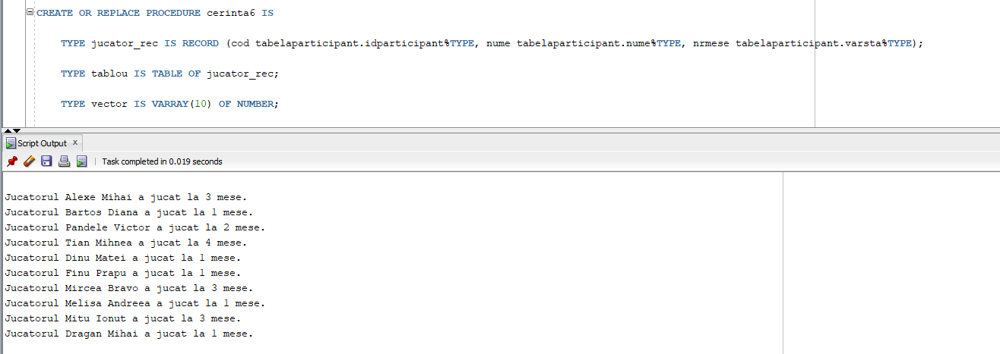 CREATE OR REPLACE PROCEDURE cerinta6 IS
TYPE jucator_rec IS RECORD (cod tabelaparticipant.idparticipant%TYPE, nume tabelaparticipant.nume%TYPE, nrmese tabelaparticipant.varsta%TYPE);
TYPE tablou IS TABLE OF jucator_rec;
TYPE vector IS VARRAY(10) OF NUMBER;
Script Output x
Task completed in 0.019 seconds
Jucatorul Alexe Mihai a jucat la 3 mese.
Jucatorul Bartos Diana a jucat la 1 mese.
Jucatorul Pandele Victor a jucat la 2 mese.
Jucatorul Tian Mihnea a jucat la 4 mese.
Jucatorul Dinu Matei a jucat la 1 mese.
Jucatorul Finu Prapu a jucat la 1 mese.
Jucatorul Mircea Bravo a jucat la 3 mese.
Jucatorul Melisa Andreea a jucat la 1 mese.
Jucatorul Mitu Ionut a jucat la 3 mese.
Jucatorul Dragan Mihai a jucat la 1 mese.